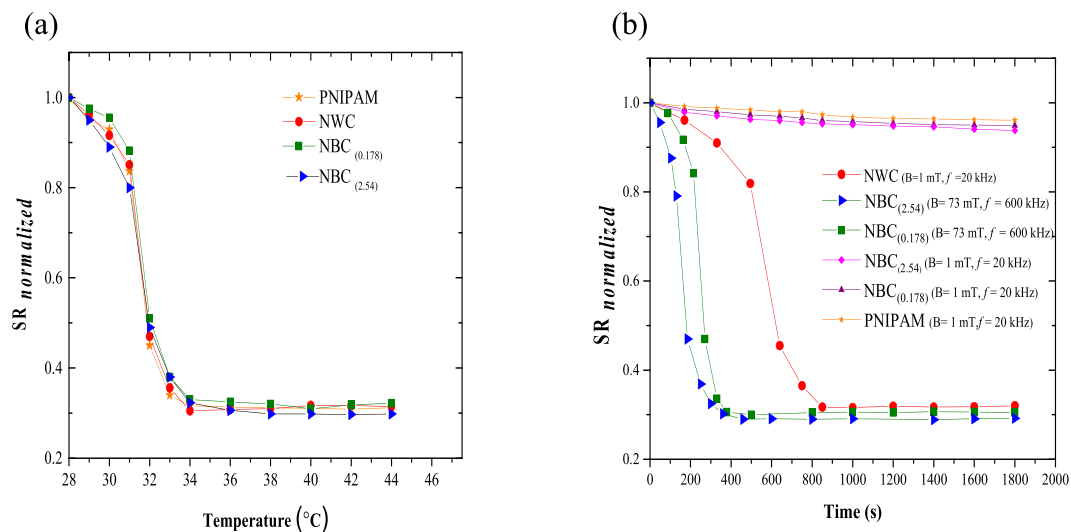 (a)
(b)
1.0
0.8
0.6
0.4
0.2
SR normalized
28 30 32 34 36 38 40 42 44 46
Temperature (°C)
PNIPAM
NWC
NBC (0.178)
NBC (2.54)
1.0
0.8
0.6
0.4
0.2
SR normalized
0 200 400 600 800 1000 1200 1400 1600 1800 2000
Time (s)
NWC (B=1 mT, f =20 kHz)
NBC(2.54) (B= 73 mT, f = 600 kHz)
NBC(0.178) (B= 73 mT, f = 600 kHz)
NBC(2.54) (B= 1 mT, f = 20 kHz)
NBC(0.178) (B= 1 mT, f = 20 kHz)
PNIPAM (B= 1 mT,f = 20 kHz)